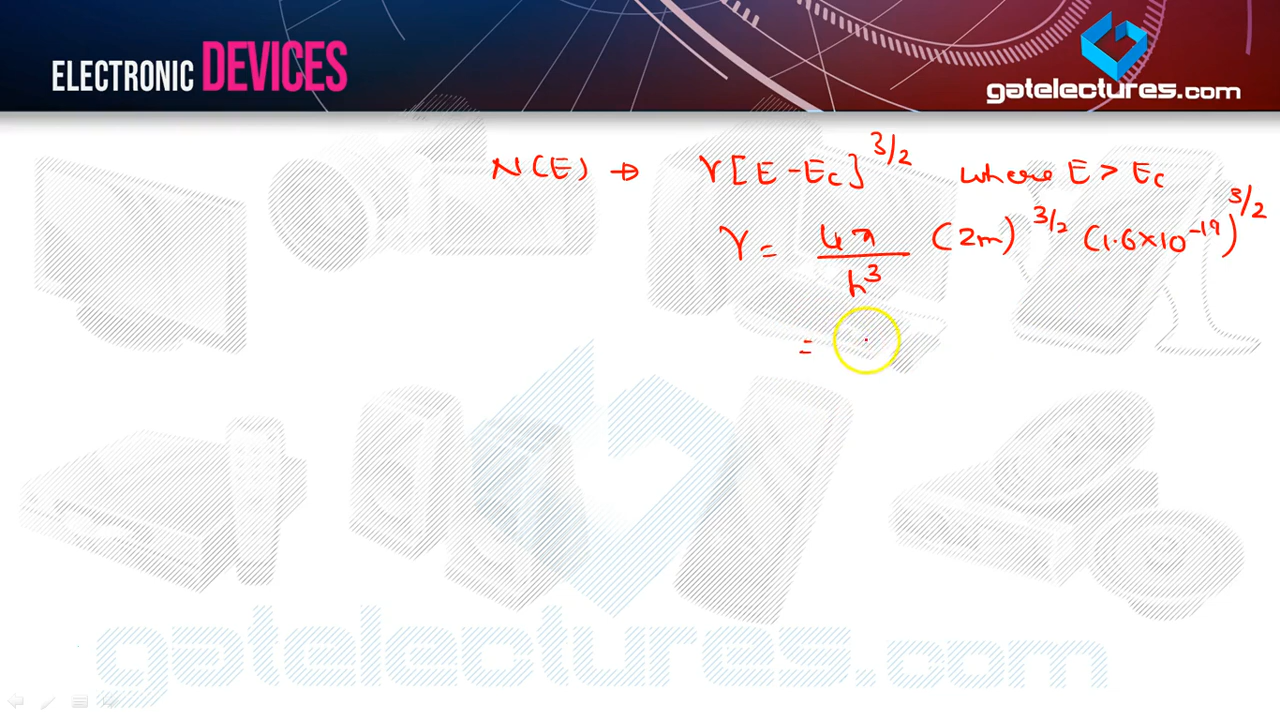 ELECTRONIC DEVICES
gatelectures.com
N(E) → γ[E - Ec]^3/2 where E > Ec
γ = 4π/h^3 (2m)^3/2 (1.6×10^-19)^3/2
=
gatelectures.com